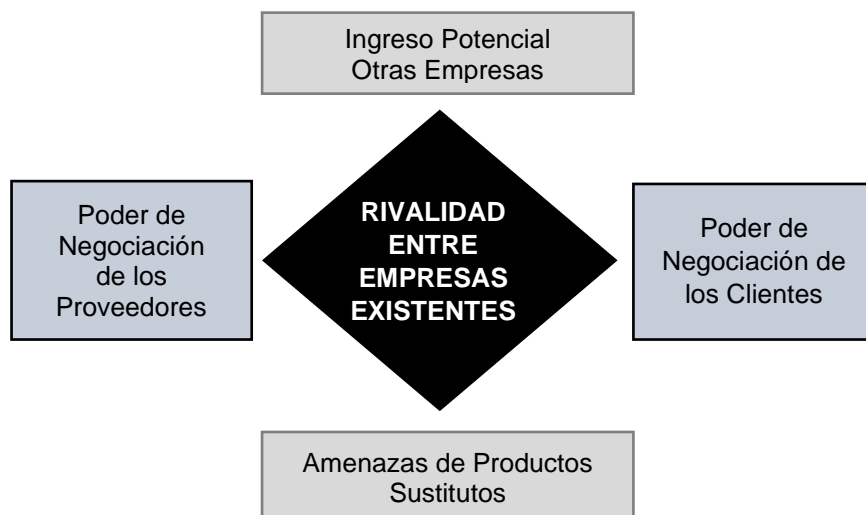 Ingreso Potencial
Otras Empresas
Poder de
Negociación
de los
Proveedores
RIVALIDAD
ENTRE
EMPRESAS
EXISTENTES
Poder de
Negociación de
los Clientes
Amenazas de Productos
Sustitutos